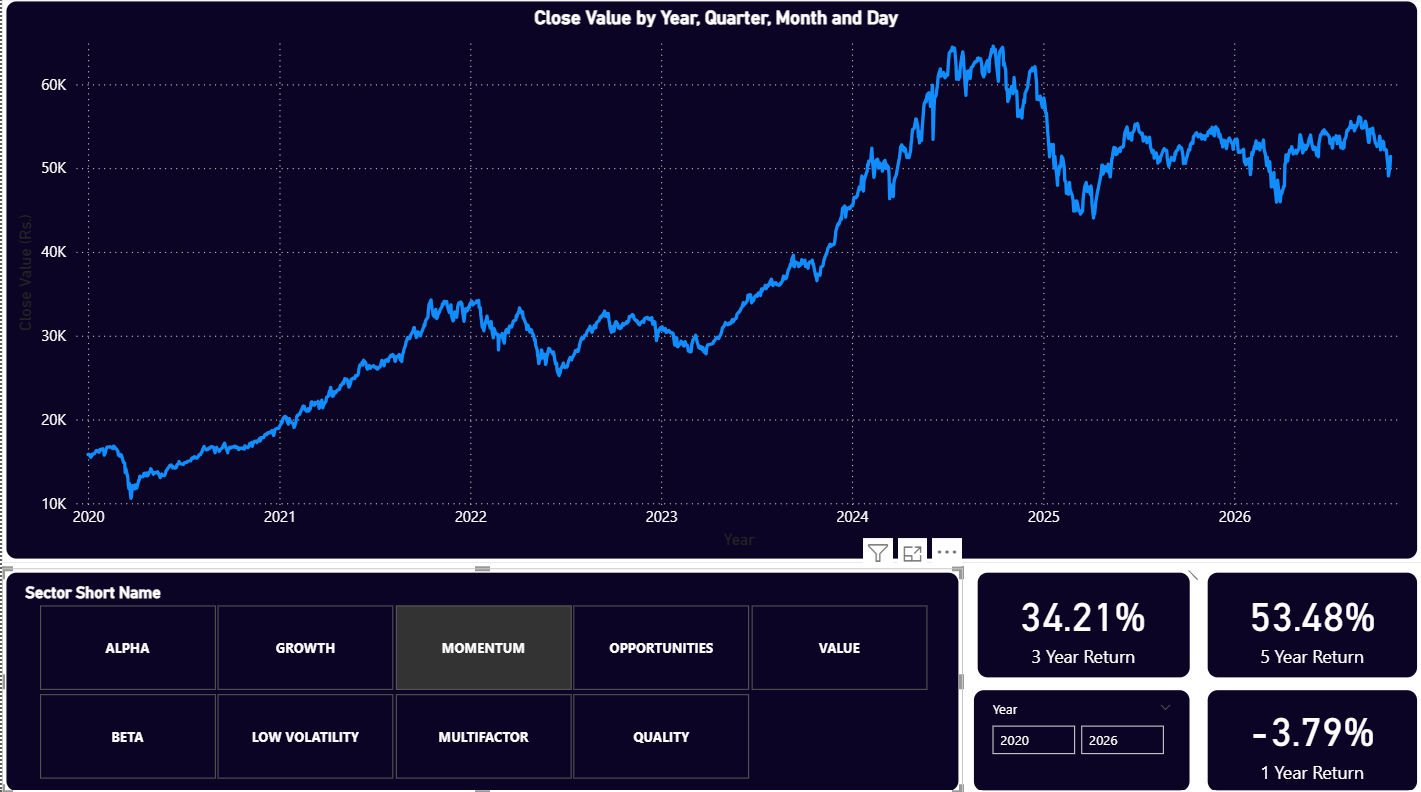 Close Value by Year, Quarter, Month and Day
Close Value (Rs.)
60K
50K
40K
30K
20K
10K
2020 2021 2022 2023 2024 2025 2026
Year
Sector Short Name
ALPHA GROWTH MOMENTUM OPPORTUNITIES VALUE
BETA LOW VOLATILITY MULTIFACTOR QUALITY
34.21%
3 Year Return
53.48%
5 Year Return
Year
2020 2026
-3.79%
1 Year Return